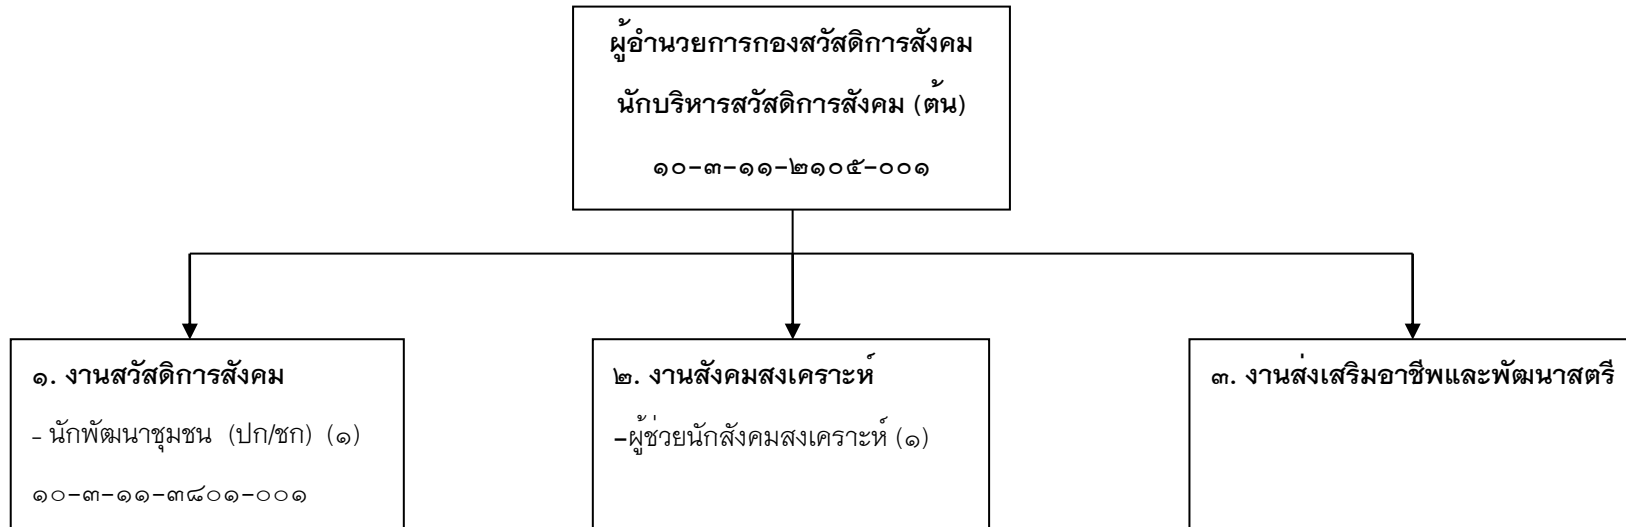 ผู้อำนวยการกองสวัสดิการสังคม
นักบริหารสวัสดิการสังคม (ต้น)
๑๐-๓-๑๑-๒๑๐๕-๐๐๑
๑. งานสวัสดิการสังคม
- นักพัฒนาชุมชน (ปก/ชก) (๑)
๑๐-๓-๑๑-๓๘๐๑-๐๐๑
๒. งานสังคมสงเคราะห์
-ผู้ช่วยนักสังคมสงเคราะห์ (๑)
๓. งานส่งเสริมอาชีพและพัฒนาสตรี